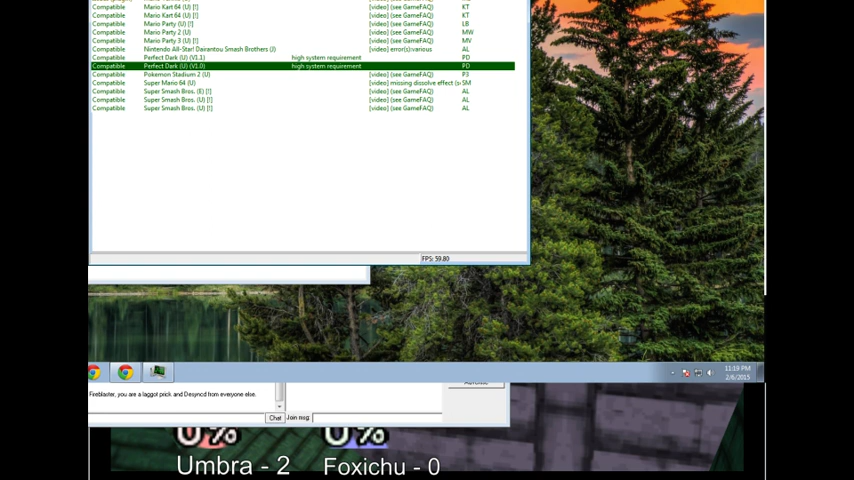 Compatible Mario Kart 64 (U) [!] [video] (see GameFAQ) KT
Compatible Mario Kart 64 (U) [!] [video] (see GameFAQ) KT
Compatible Mario Party (U) [!] [video] (see GameFAQ) LB
Compatible Mario Party 2 (U) [video] (see GameFAQ) MW
Compatible Mario Party 3 (U) [!] [video] (see GameFAQ) MV
Compatible Nintendo All-Star! Dairantou Smash Brothers (J) [video] error(s):various AL
Compatible Perfect Dark (U) (V1.1) high system requirement PD
Compatible Perfect Dark (U) (V1.0) high system requirement PD
Compatible Pokemon Stadium 2 (U) [video] (see GameFAQ) P3
Compatible Super Mario 64 (U) [video] missing dissolve effect (s SM
Compatible Super Smash Bros. (E) [!] [video] (see GameFAQ) AL
Compatible Super Smash Bros. (U) [!] [video] (see GameFAQ) AL
Compatible Super Smash Bros. (U) [!] [video] (see GameFAQ) AL
FPS: 59.80
11:19 PM
2/6/2015
Fireblaster, you are a laggot prick and Desyncd from everyone else.
Chat Join msg:
0% 0%
Umbra - 2 Foxichu - 0